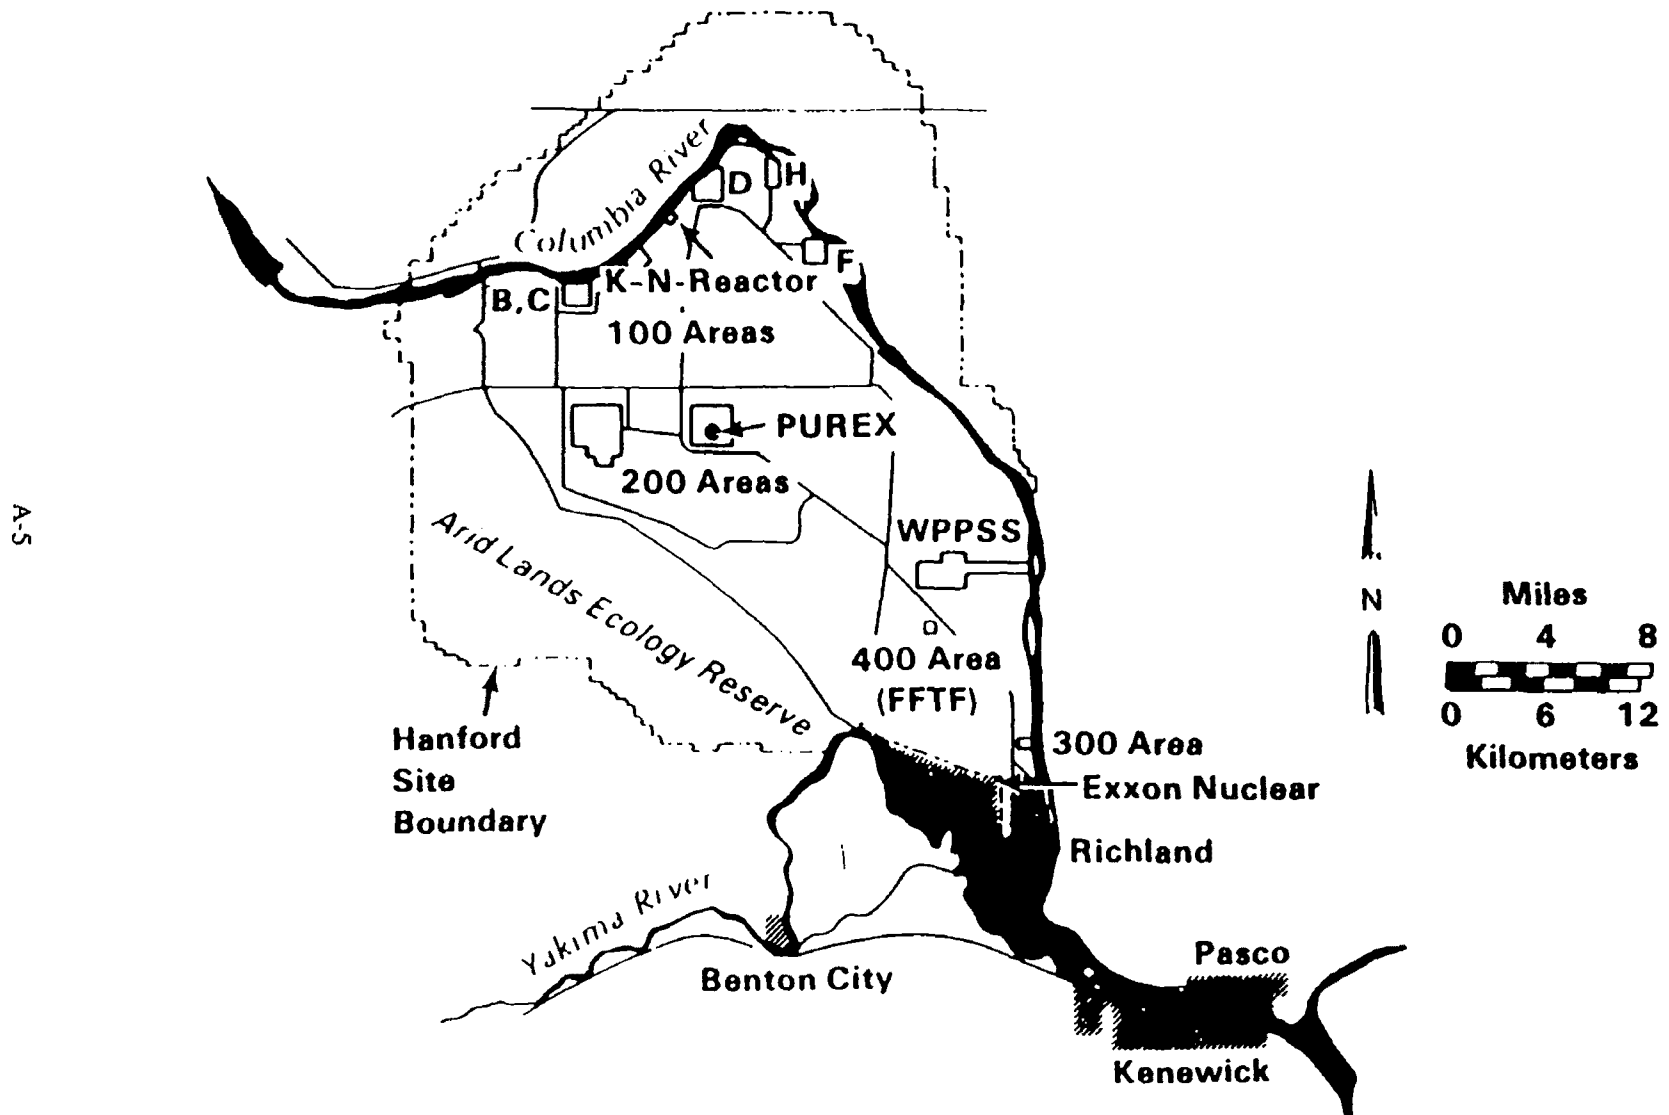 Columbia River
D
H
F
K-N-Reactor
B,C
100 Areas
PUREX
200 Areas
A-5
Arid Lands Ecology Reserve
WPPSS
N
Miles
0 4 8
0 6 12
Kilometers
400 Area
(FFTF)
Hanford
Site
Boundary
300 Area
Exxon Nuclear
Richland
Yakima River
Benton City
Pasco
Kenewick